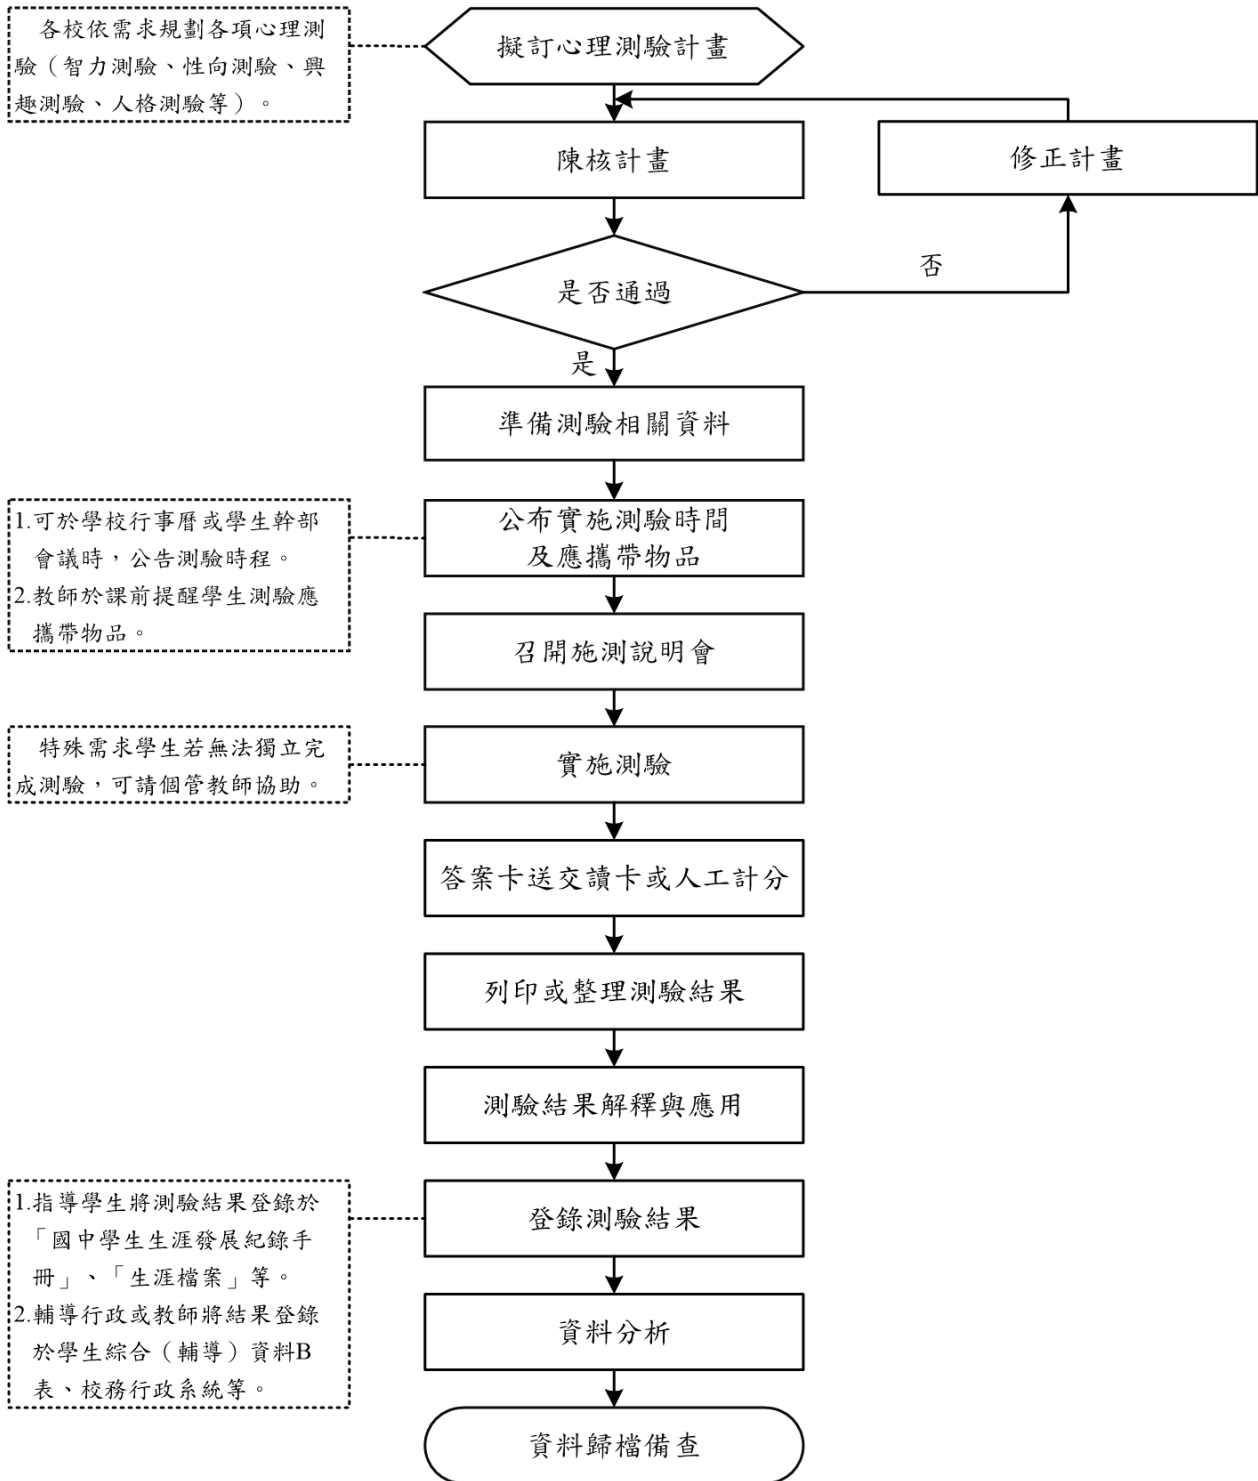 各校依需求規劃各項心理測
驗（智力測驗、性向測驗、興
趣測驗、人格測驗等）。
擬訂心理測驗計畫
陳核計畫
修正計畫
是否通過
否
是
準備測驗相關資料
1.可於學校行事曆或學生幹部
會議時，公告測驗時程。
2.教師於課前提醒學生測驗應
攜帶物品。
公布實施測驗時間
及應攜帶物品
召開施測說明會
特殊需求學生若無法獨立完
成測驗，可請個管教師協助。
實施測驗
答案卡送交讀卡或人工計分
列印或整理測驗結果
測驗結果解釋與應用
1.指導學生將測驗結果登錄於
「國中學生生涯發展紀錄手
冊」、「生涯檔案」等。
2.輔導行政或教師將結果登錄
於學生綜合（輔導）資料B
表、校務行政系統等。
登錄測驗結果
資料分析
資料歸檔備查